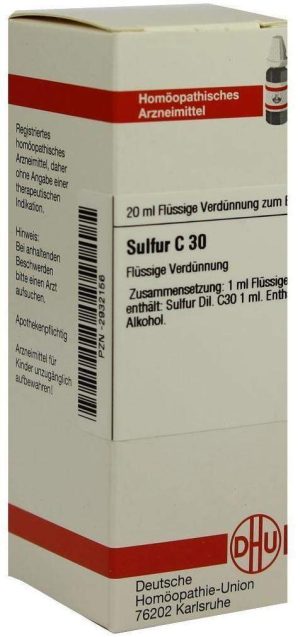 Homöopathisches
Arzneimittel
Registriertes
homöopathisches
Arzneimittel, daher
ohne Angabe einer
therapeutischen
Indikation.
Hinweis:
Bei anhaltenden
Beschwerden
bitte einen Arzt
aufsuchen.
Apothekenpflichtig
Arzneimittel für
Kinder unzugänglich
aufbewahren!
PZN -2932156
20 ml Flüssige Verdünnung zum
Sulfur C 30
Flüssige Verdünnung
Zusammensetzung: 1 ml Flüssige
enthält: Sulfur Dil. C30 1 ml. Enth
Alkohol.
DHU
Deutsche
Homöopathie-Union
76202 Karlsruhe